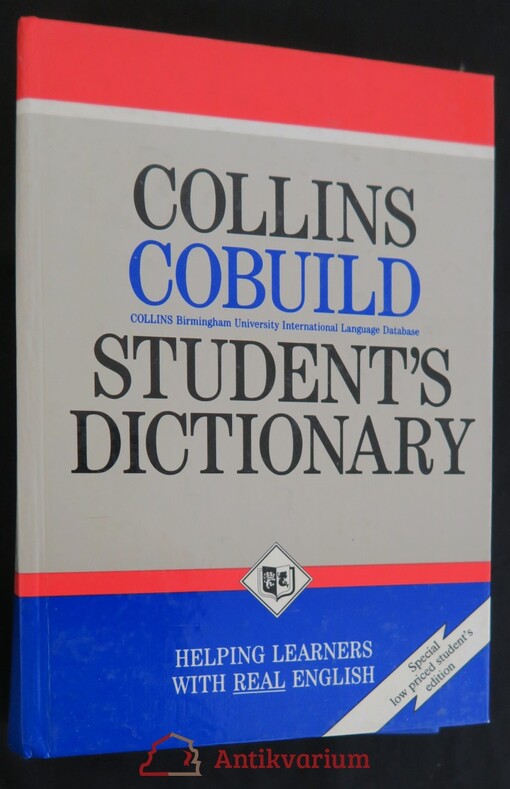 COLLINS
COBUILD
COLLINS Birmingham University International Language Database
STUDENT'S
DICTIONARY
HELPING LEARNERS
WITH REAL ENGLISH
Special
low priced student's
edition
Antikvarium